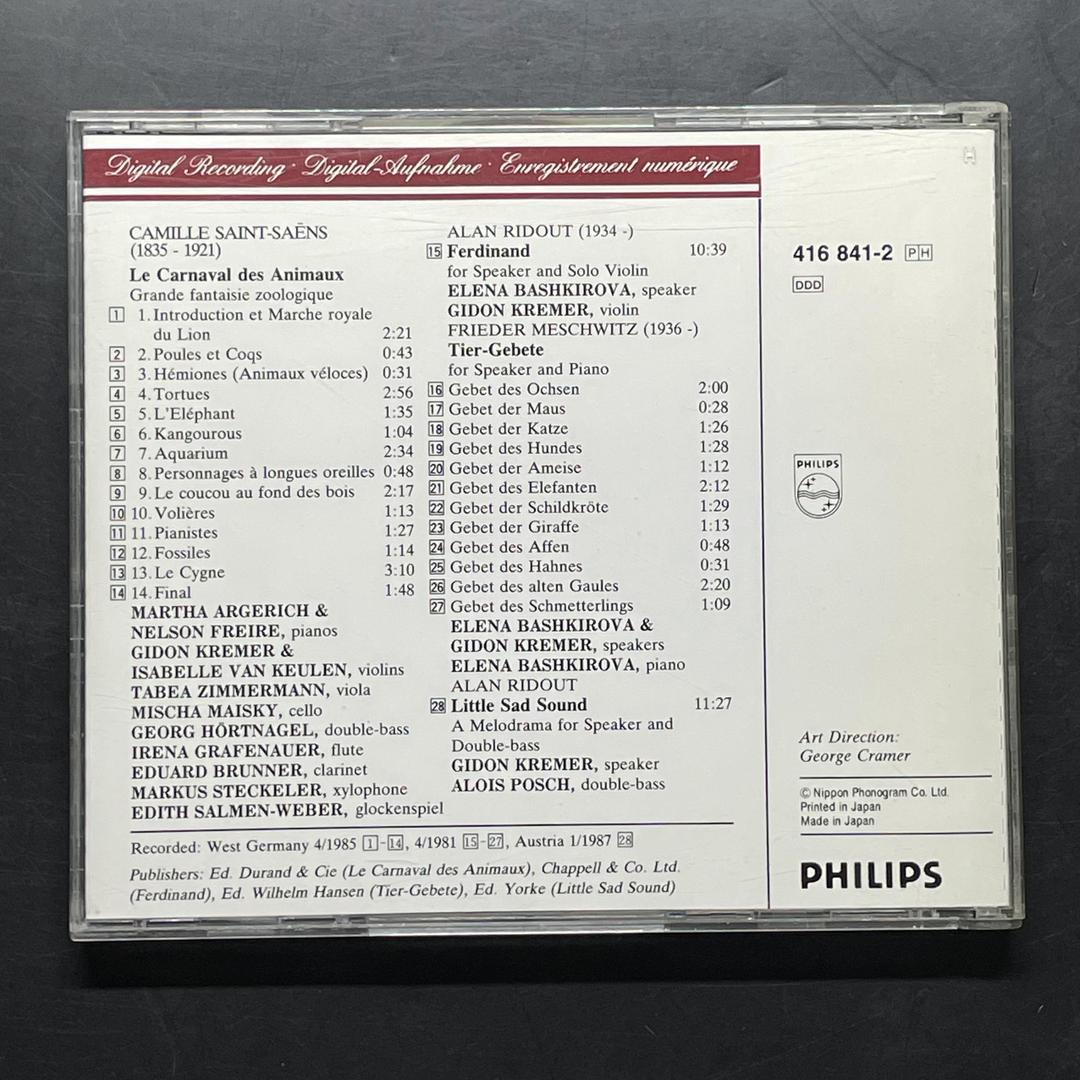 Digital Recording · Digital-Aufnahme · Enregistrement numérique
CAMILLE SAINT-SAËNS
(1835 - 1921)
Le Carnaval des Animaux
Grande fantaisie zoologique
1 1. Introduction et Marche royale
du Lion 2:21
2 2. Poules et Coqs 0:43
3 3. Hémiones (Animaux véloces) 0:31
4 4. Tortues 2:56
5 5. L'Eléphant 1:35
6 6. Kangourous 1:04
7 7. Aquarium 2:34
8 8. Personnages à longues oreilles 0:48
9 9. Le coucou au fond des bois 2:17
10 10. Volières 1:13
11 11. Pianistes 1:27
12 12. Fossiles 1:14
13 13. Le Cygne 3:10
14 14. Final 1:48
MARTHA ARGERICH &
NELSON FREIRE, pianos
GIDON KREMER &
ISABELLE VAN KEULEN, violins
TABEA ZIMMERMANN, viola
MISCHA MAISKY, cello
GEORG HÖRTNAGEL, double-bass
IRENA GRAFENAUER, flute
EDUARD BRUNNER, clarinet
MARKUS STECKELER, xylophone
EDITH SALMEN-WEBER, glockenspiel
ALAN RIDOUT (1934 -)
15 Ferdinand 10:39
for Speaker and Solo Violin
ELENA BASHKIROVA, speaker
GIDON KREMER, violin
FRIEDER MESCHWITZ (1936 -)
Tier-Gebete
for Speaker and Piano
16 Gebet des Ochsen 2:00
17 Gebet der Maus 0:28
18 Gebet der Katze 1:26
19 Gebet des Hundes 1:28
20 Gebet der Ameise 1:12
21 Gebet des Elefanten 2:12
22 Gebet der Schildkröte 1:29
23 Gebet der Giraffe 1:13
24 Gebet des Affen 0:48
25 Gebet des Hahnes 0:31
26 Gebet des alten Gaules 2:20
27 Gebet des Schmetterlings 1:09
ELENA BASHKIROVA &
GIDON KREMER, speakers
ELENA BASHKIROVA, piano
ALAN RIDOUT
28 Little Sad Sound 11:27
A Melodrama for Speaker and
Double-bass
GIDON KREMER, speaker
ALOIS POSCH, double-bass
Recorded: West Germany 4/1985 1-14, 4/1981 15-27, Austria 1/1987 28
Publishers: Ed. Durand & Cie (Le Carnaval des Animaux), Chappell & Co. Ltd.
(Ferdinand), Ed. Wilhelm Hansen (Tier-Gebete), Ed. Yorke (Little Sad Sound)
416 841-2 PH
DDD
PHILIPS
Art Direction:
George Cramer
© Nippon Phonogram Co. Ltd.
Printed in Japan
Made in Japan
PHILIPS